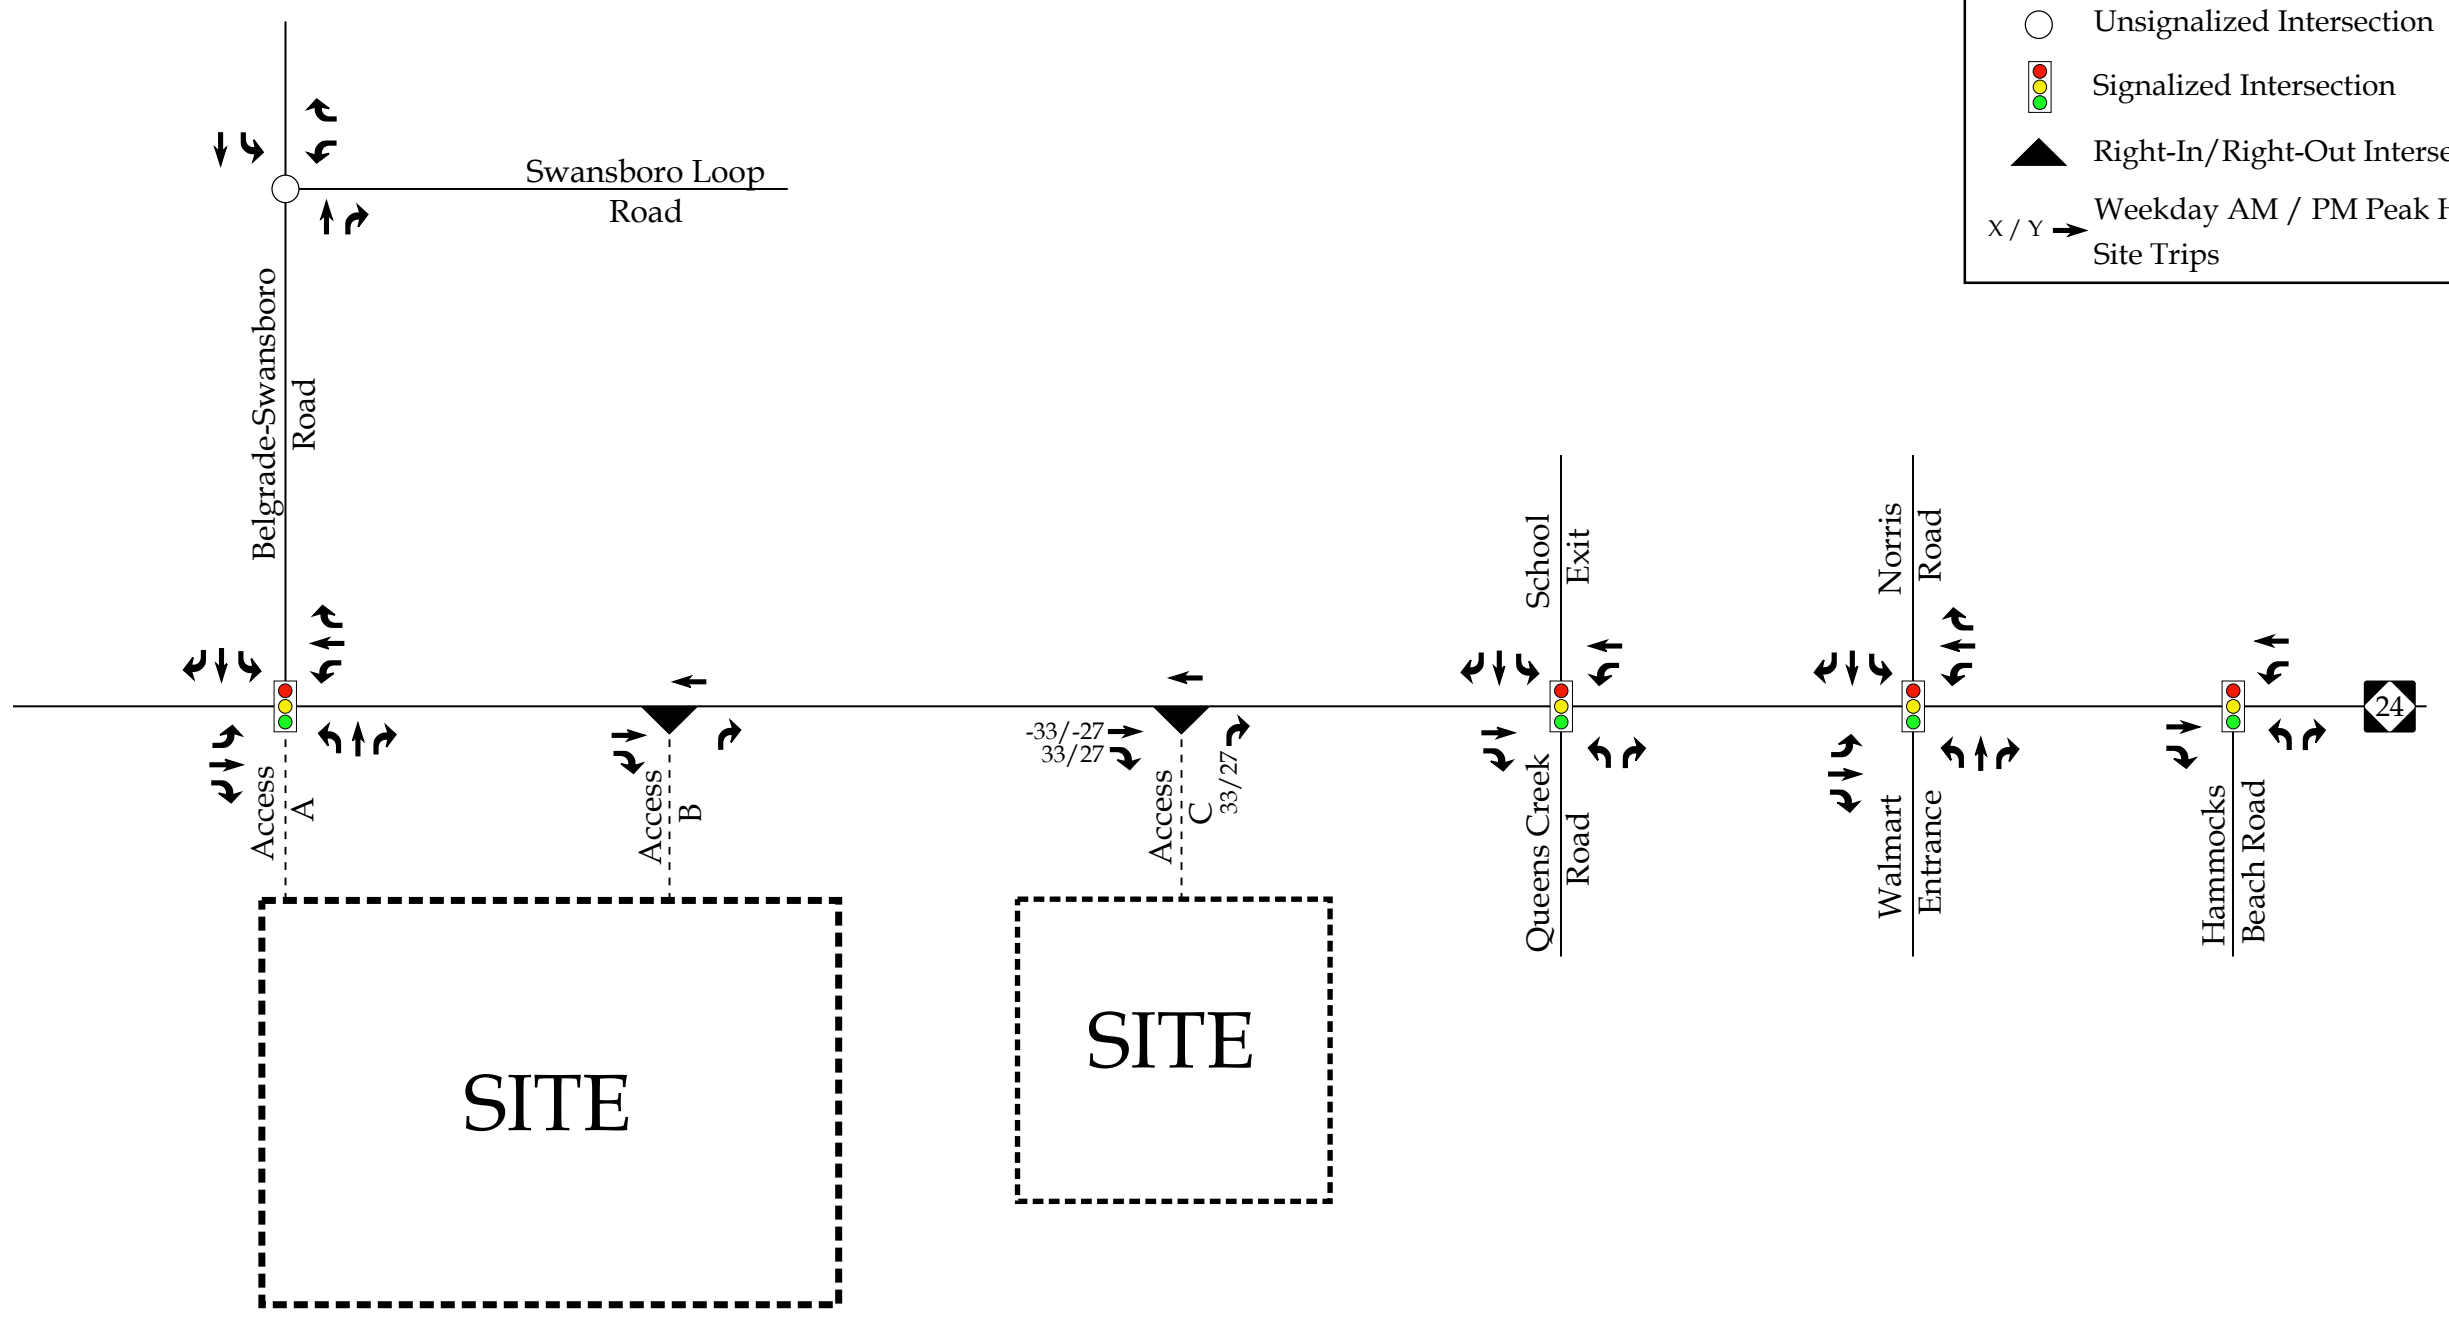 Unsignalized Intersection
Signalized Intersection
Right-In/Right-Out Interse
Weekday AM / PM Peak H
X / Y
Site Trips
Swansboro Loop
Road
Belgrade-Swansboro
Road
School
Exit
Norris
Road
24
-33/-27
33/27
33/27
Access
A
Access
B
Access
C
Queens Creek
Road
Walmart
Entrance
Hammocks
Beach Road
SITE
SITE